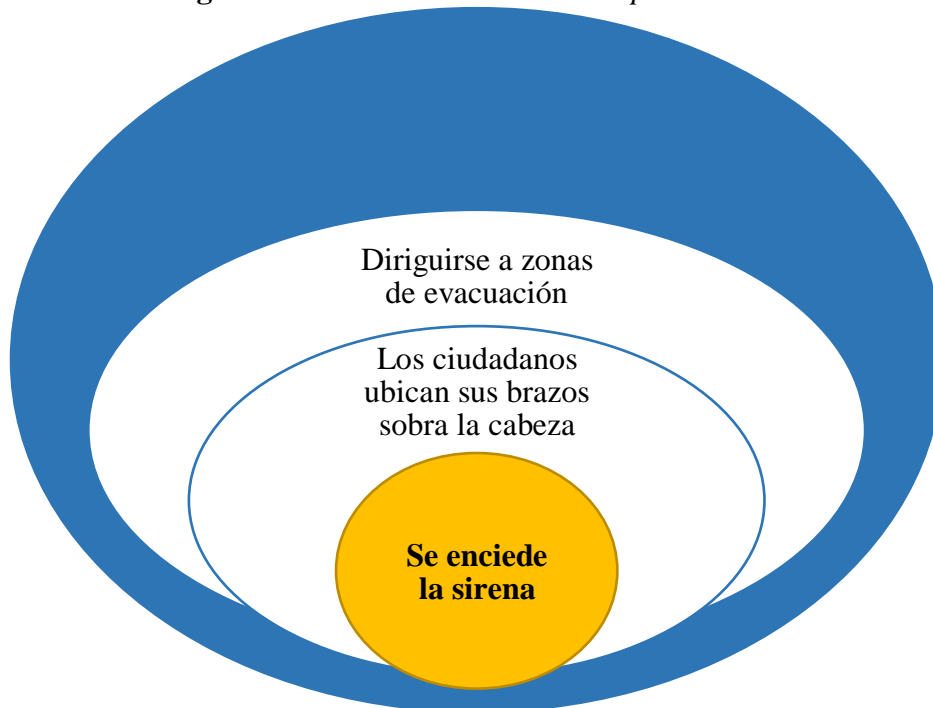 Diriguirse a zonas
de evacuación
Los ciudadanos
ubican sus brazos
sobra la cabeza
Se enciede
la sirena